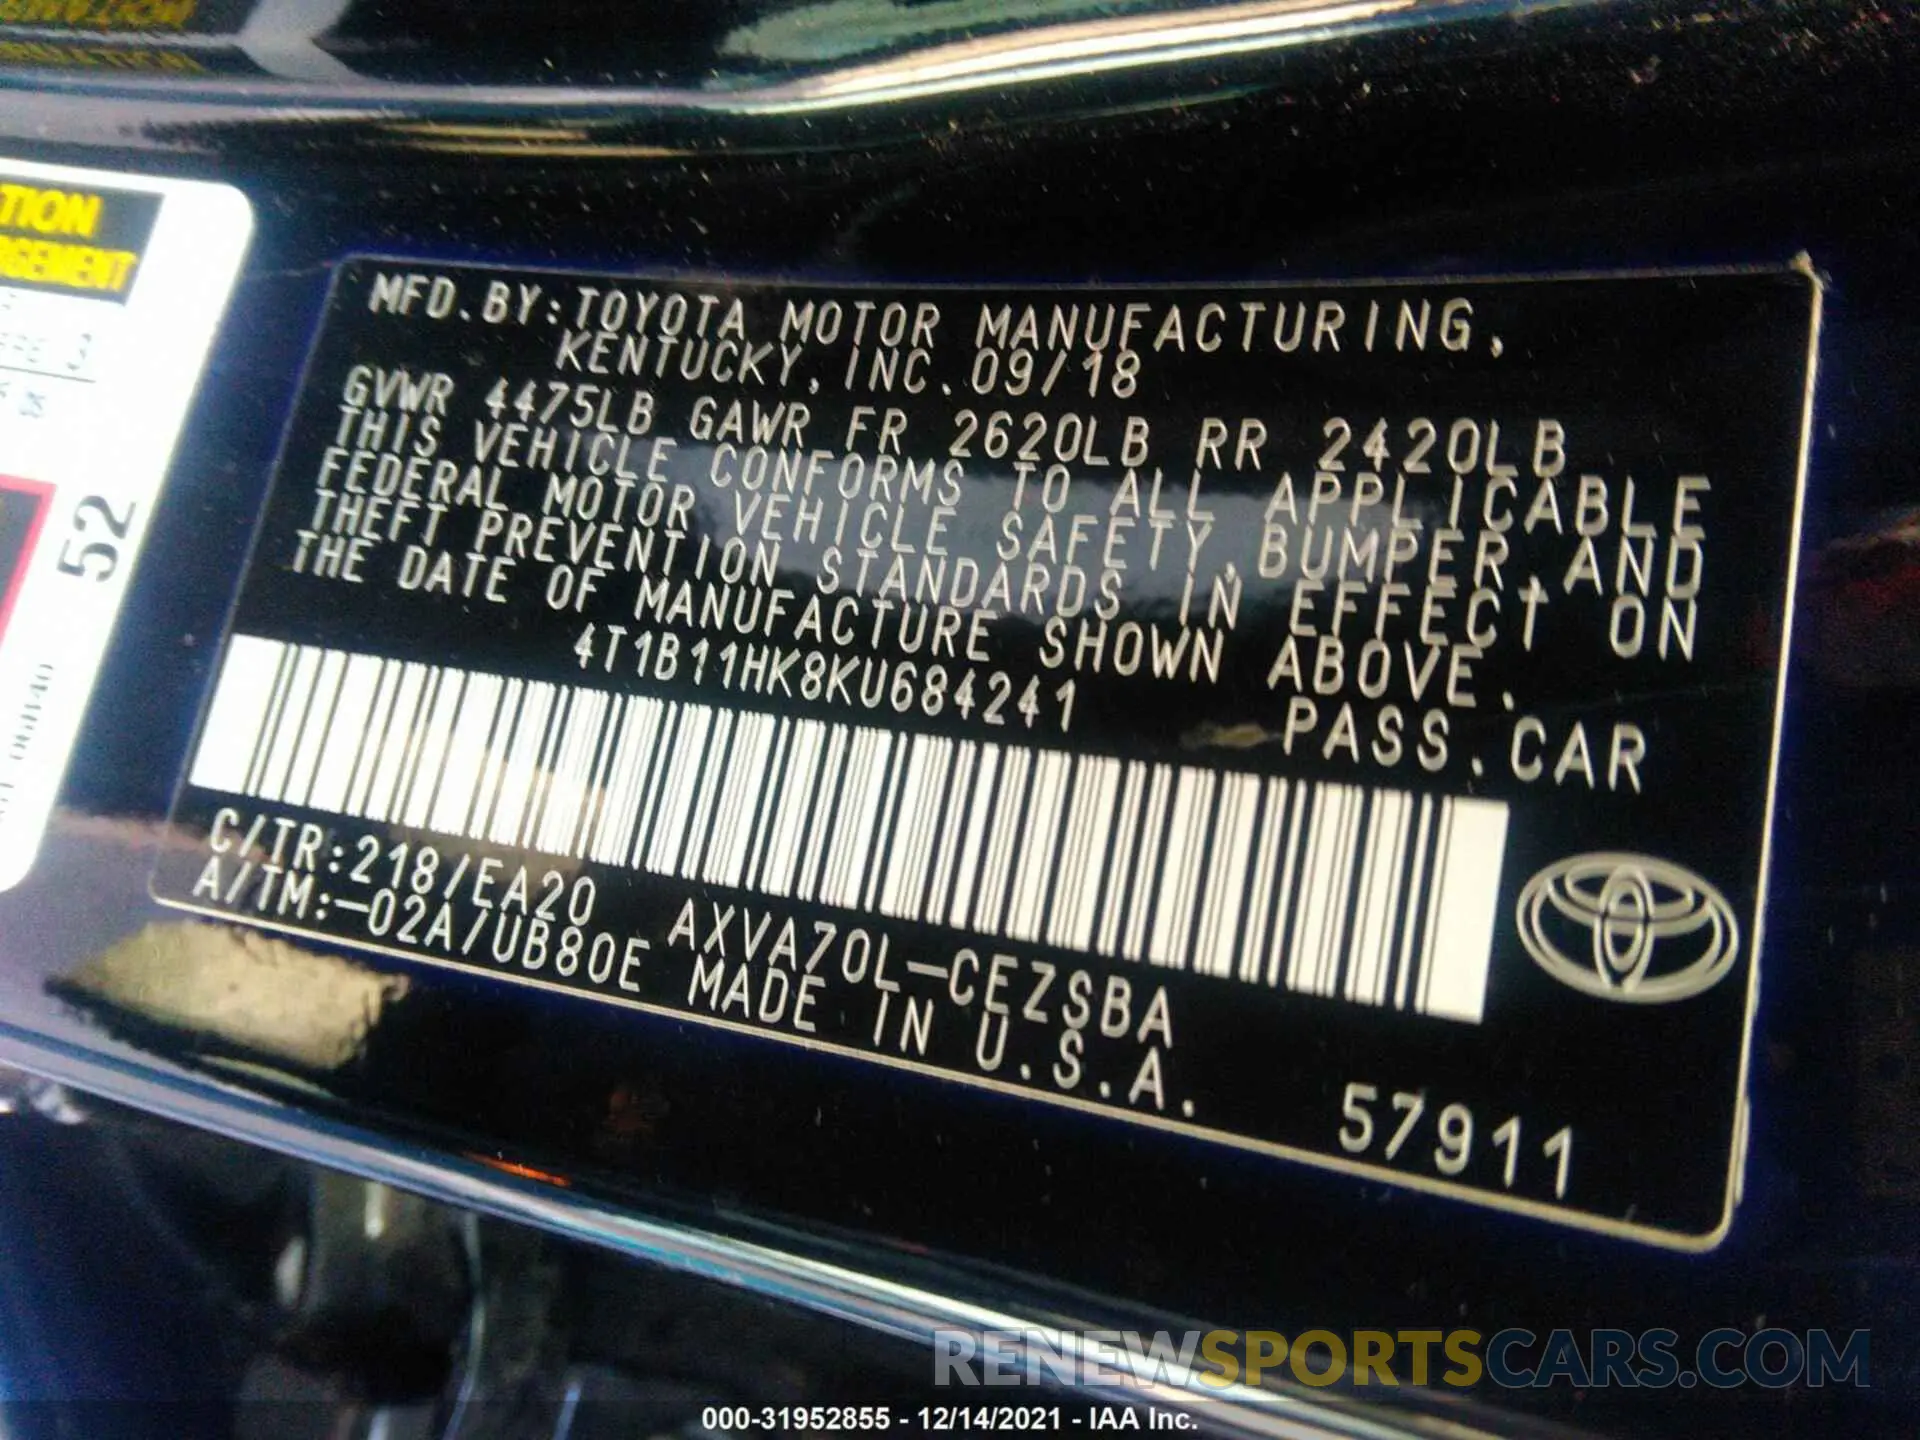 TION
52
MFD.BY:TOYOTA MOTOR MANUFACTURING,
KENTUCKY,INC.09/18
GVWR 4475LB GAWR FR 2620LB RR 2420LB
THIS VEHICLE CONFORMS TO ALL APPLICABLE
FEDERAL MOTOR VEHICLE SAFETY,BUMPER,AND
THEFT PREVENTION STANDARDS IN EFFECT ON
THE DATE OF MANUFACTURE SHOWN ABOVE.
4T1B11HK8KU684241
PASS.CAR
C/TR:218/EA20 AXVA70L-CEZSBA
A/TM:-02A/UB80E MADE IN U.S.A.
57911
RENEWSPORTSCARS.COM
000-31952855 - 12/14/2021 - IAA Inc.